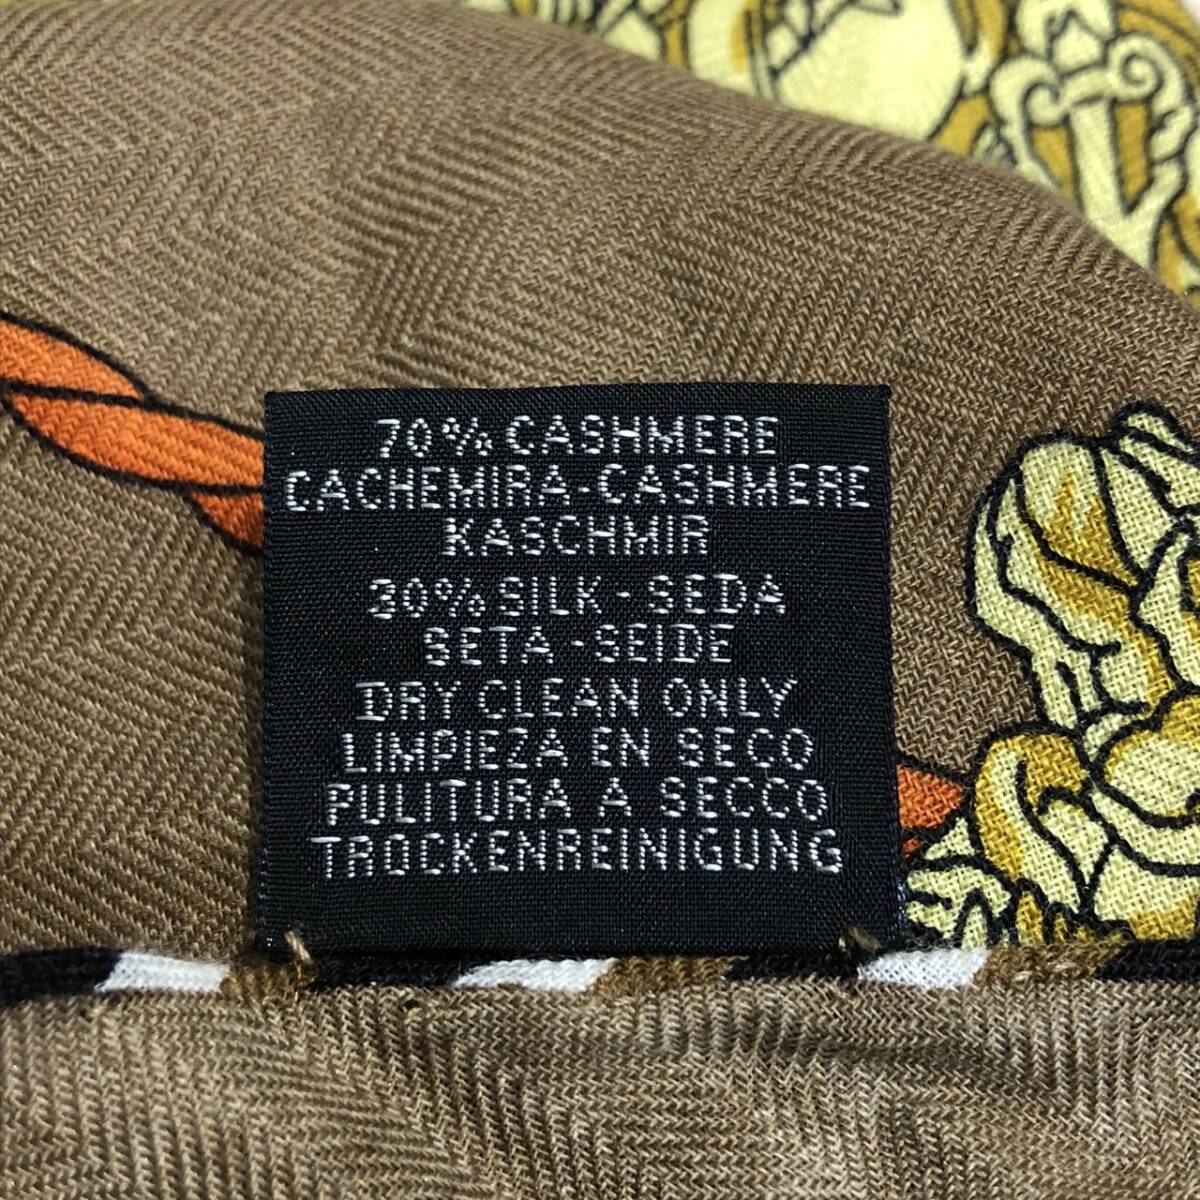 70% CASHMERE
CACHEMIRA-CASHMERE
KASCHMIR
30% SILK - SEDA
SETA - SEIDE
DRY CLEAN ONLY
LIMPIEZA EN SECO
PULITURA A SECCO
TROCKENREINIGUNG